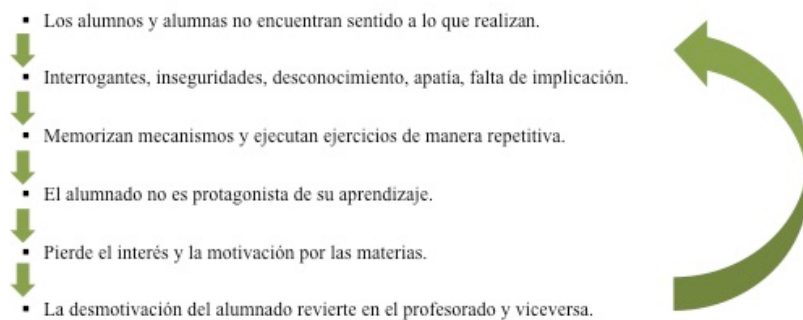 ▪ Los alumnos y alumnas no encuentran sentido a lo que realizan.
▪ Interrogantes, inseguridades, desconocimiento, apatía, falta de implicación.
▪ Memorizan mecanismos y ejecutan ejercicios de manera repetitiva.
▪ El alumnado no es protagonista de su aprendizaje.
▪ Pierde el interés y la motivación por las materias.
▪ La desmotivación del alumnado revierte en el profesorado y viceversa.